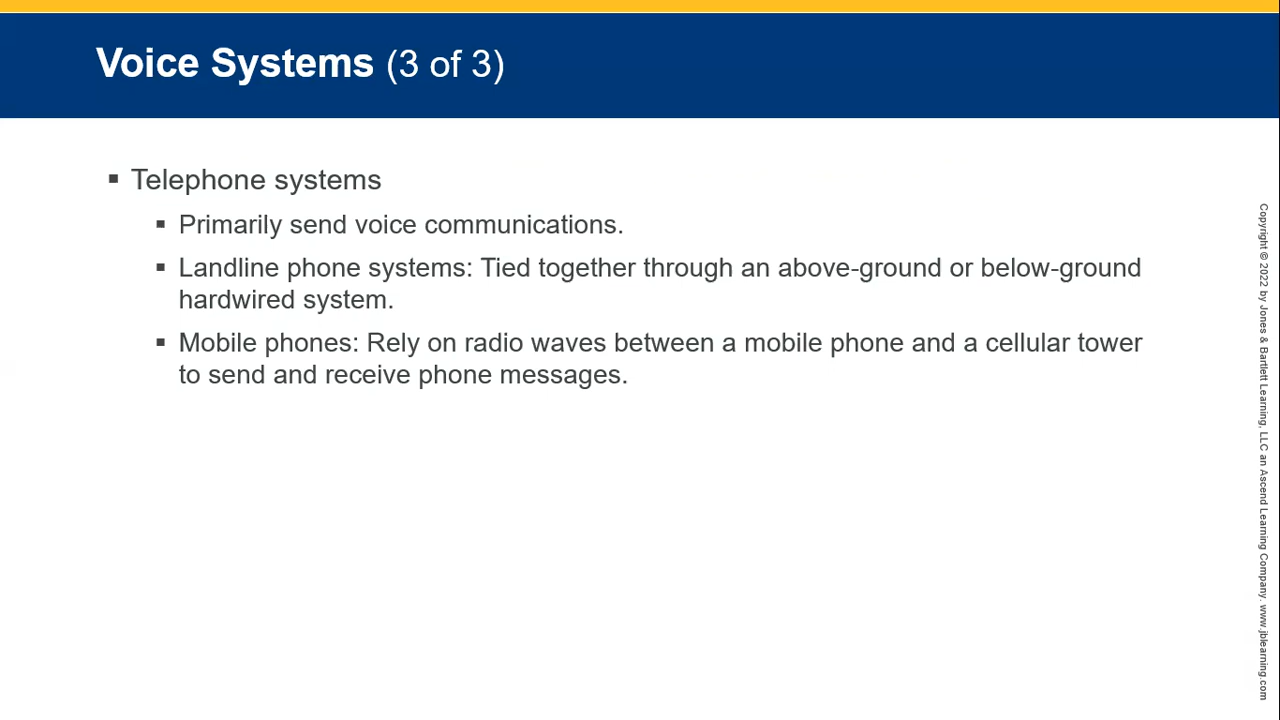 Voice Systems (3 of 3)
▪ Telephone systems
▪ Primarily send voice communications.
▪ Landline phone systems: Tied together through an above-ground or below-ground
hardwired system.
▪ Mobile phones: Rely on radio waves between a mobile phone and a cellular tower
to send and receive phone messages.
Copyright © 2022 by Jones & Bartlett Learning, LLC an Ascend Learning Company. www.jblearning.com